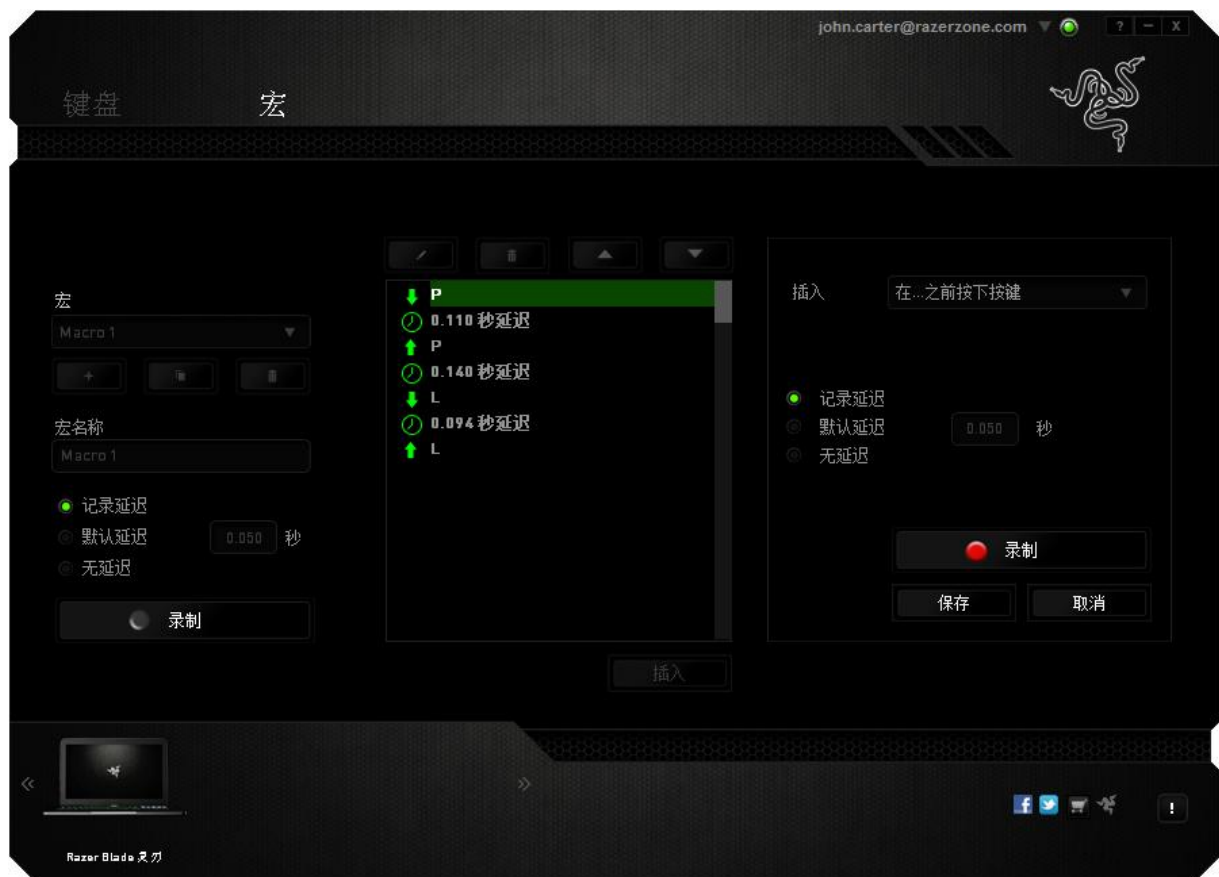 john.carter@razerzone.com
? – X
键盘 宏
宏
Macro 1
宏名称
Macro 1
记录延迟
默认延迟 0.050 秒
无延迟
录制
P
0.110 秒延迟
P
0.140 秒延迟
L
0.094 秒延迟
L
插入
插入 在...之前按下按键
记录延迟
默认延迟 0.050 秒
无延迟
录制
保存 取消
Razer Blade 灵刃
f
!